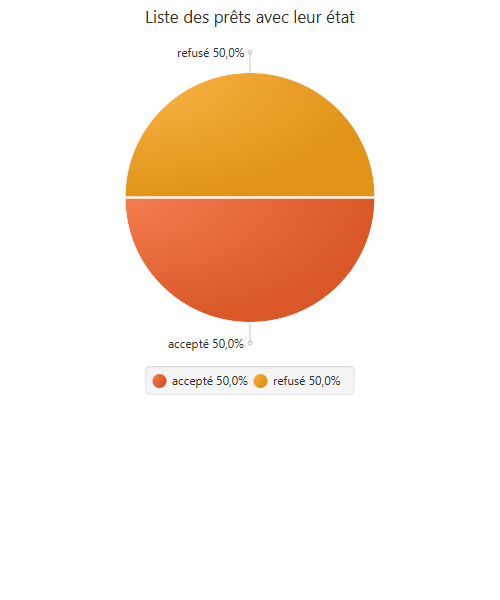 Liste des prêts avec leur état
refusé 50,0%
accepté 50,0%
accepté 50,0% refusé 50,0%